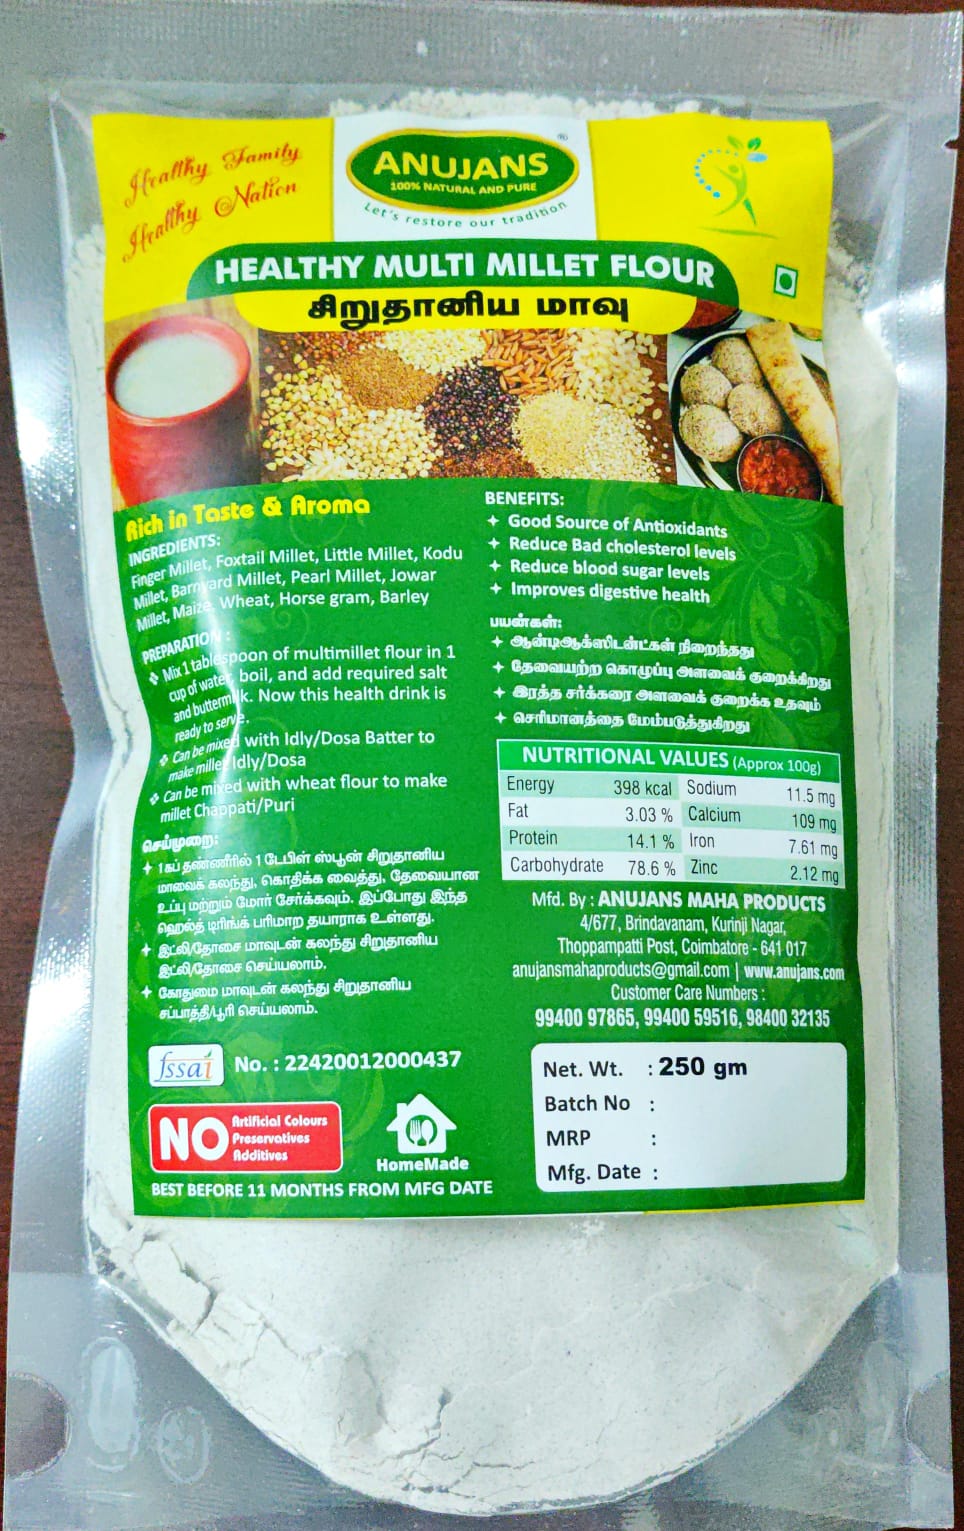 Healthy Family
Healthy Nation
®
ANUJANS
100% NATURAL AND PURE
Let's restore our tradition
HEALTHY MULTI MILLET FLOUR
சிறுதானிய மாவு
Rich in Taste & Aroma
INGREDIENTS:
Finger Millet, Foxtail Millet, Little Millet, Kodu
Millet, Barnyard Millet, Pearl Millet, Jowar
Millet, Maize, Wheat, Horse gram, Barley
PREPARATION :
❖ Mix 1 tablespoon of multimillet flour in 1
cup of water, boil, and add required salt
and buttermilk. Now this health drink is
ready to serve.
❖ Can be mixed with Idly/Dosa Batter to
make millet Idly/Dosa
❖ Can be mixed with wheat flour to make
millet Chappati/Puri
செய்முறை:
✦ 1கப் தண்ணீரில் 1 டேபிள் ஸ்பூன் சிறுதானிய
மாவைக் கலந்து, கொதிக்க வைத்து, தேவையான
உப்பு மற்றும் மோர் சேர்க்கவும். இப்போது இந்த
ஹெல்த் டிரிங்க் பரிமாற தயாராக உள்ளது.
✦ இட்லி/தோசை மாவுடன் கலந்து சிறுதானிய
இட்லி/தோசை செய்யலாம்.
✦ கோதுமை மாவுடன் கலந்து சிறுதானிய
சப்பாத்தி/பூரி செய்யலாம்.
BENEFITS:
✦ Good Source of Antioxidants
✦ Reduce Bad cholesterol levels
✦ Reduce blood sugar levels
✦ Improves digestive health
பயன்கள்:
✦ ஆன்டிஆக்ஸிடன்ட்கள் நிறைந்தது
✦ தேவையற்ற கொழுப்பு அளவைக் குறைக்கிறது
✦ இரத்த சர்க்கரை அளவைக் குறைக்க உதவும்
✦ செரிமானத்தை மேம்படுத்துகிறது
NUTRITIONAL VALUES (Approx 100g)
Energy 398 kcal Sodium 11.5 mg
Fat 3.03 % Calcium 109 mg
Protein 14.1 % Iron 7.61 mg
Carbohydrate 78.6 % Zinc 2.12 mg
Mfd. By : ANUJANS MAHA PRODUCTS
4/677, Brindavanam, Kurinji Nagar,
Thoppampatti Post, Coimbatore - 641 017
anujansmahaproducts@gmail.com | www.anujans.com
Customer Care Numbers :
99400 97865, 99400 59516, 98400 32135
fssai No. : 22420012000437
NO Artificial Colours
Preservatives
Additives
HomeMade
BEST BEFORE 11 MONTHS FROM MFG DATE
Net. Wt. : 250 gm
Batch No :
MRP :
Mfg. Date :